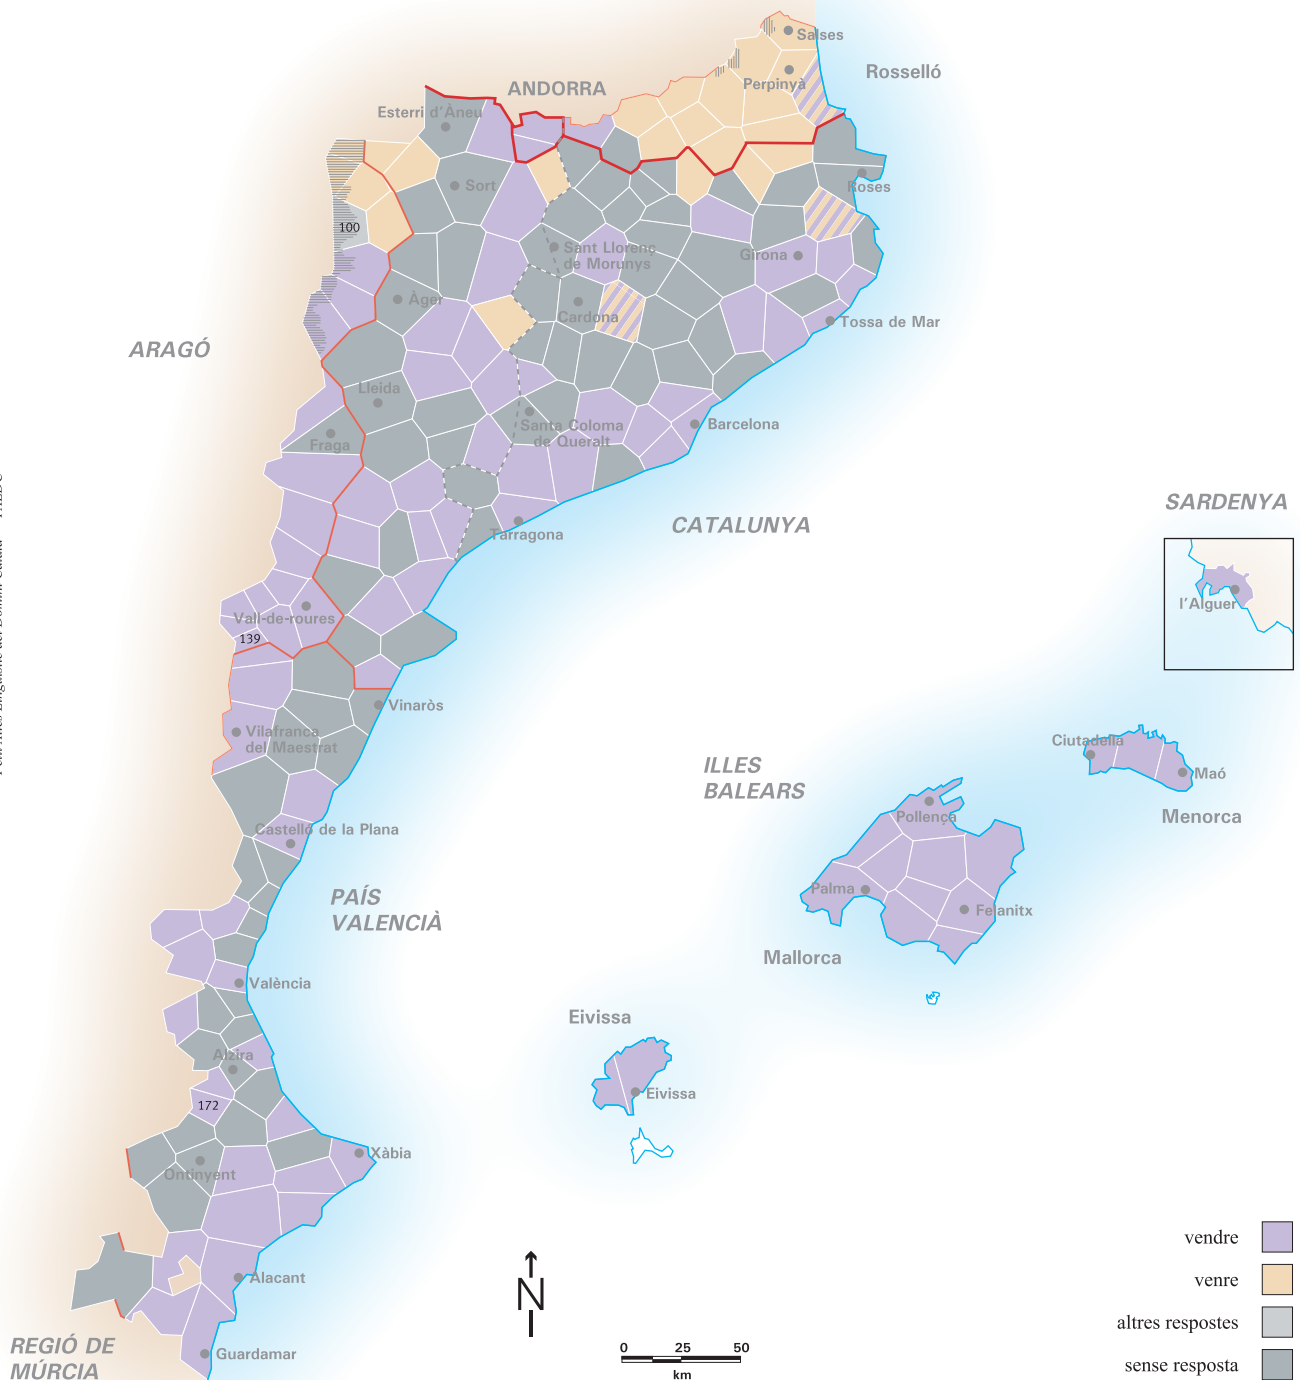 Salses
Rosselló
Perpinyà
ANDORRA
Esterri d'Àneu
Roses
Sort
100
Sant Llorenç
de Morunys
Girona
Àger
Cardona
Tossa de Mar
ARAGÓ
Lleida
Santa Coloma
de Queralt
Barcelona
Fraga
SARDENYA
CATALUNYA
Tarragona
l'Alguer
Vall-de-roures
139
Vinaròs
Vilafranca
del Maestrat
Ciutadella
ILLES
BALEARS
Maó
Menorca
Pollença
Castelló de la Plana
Palma
PAÍS
VALENCIÀ
Felanitx
Mallorca
València
Eivissa
Alzira
Eivissa
172
Xàbia
Ontinyent
vendre
Alacant
venre
N
altres respostes
REGIÓ DE
MÚRCIA
Guardamar
0 25 50
km
sense resposta